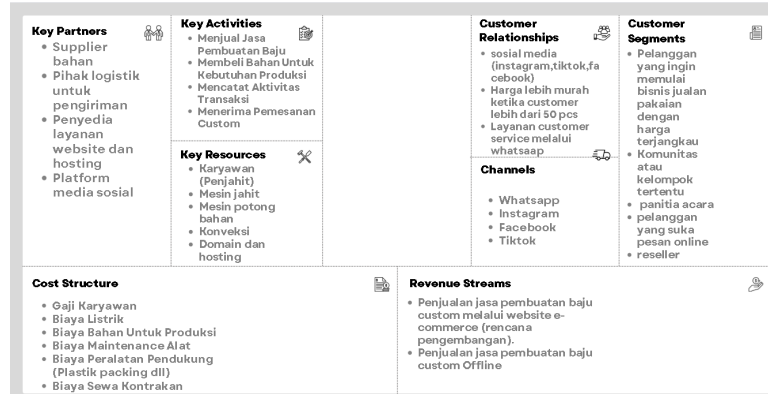 Key Partners
• Supplier
bahan
• Pihak logistik
untuk
pengiriman
• Penyedia
layanan
website dan
hosting
• Platform
media sosial
Key Activities
• Menjual Jasa
Pembuatan Baju
• Membeli Bahan Untuk
Kebutuhan Produksi
• Mencatat Aktivitas
Transaksi
• Menerima Pemesanan
Custom
Key Resources
• Karyawan
(Penjahit)
• Mesin jahit
• Mesin potong
bahan
• Konveksi
• Domain dan
hosting
Customer
Relationships
• sosial media
(instagram,tiktok,fa
cebook)
• Harga lebih murah
ketika customer
lebih dari 50 pcs
• Layanan customer
service melalui
whatsaap
Channels
• Whatsapp
• Instagram
• Facebook
• Tiktok
Customer
Segments
• Pelanggan
yang ingin
memulai
bisnis jualan
pakaian
dengan
harga
terjangkau
• Komunitas
atau
kelompok
tertentu
• panitia acara
• pelanggan
yang suka
pesan online
• reseller
Cost Structure
• Gaji Karyawan
• Biaya Listrik
• Biaya Bahan Untuk Produksi
• Biaya Maintenance Alat
• Biaya Peralatan Pendukung
(Plastik packing dll)
• Biaya Sewa Kontrakan
Revenue Streams
• Penjualan jasa pembuatan baju
custom melalui website e-
commerce (rencana
pengembangan).
• Penjualan jasa pembuatan baju
custom Offline